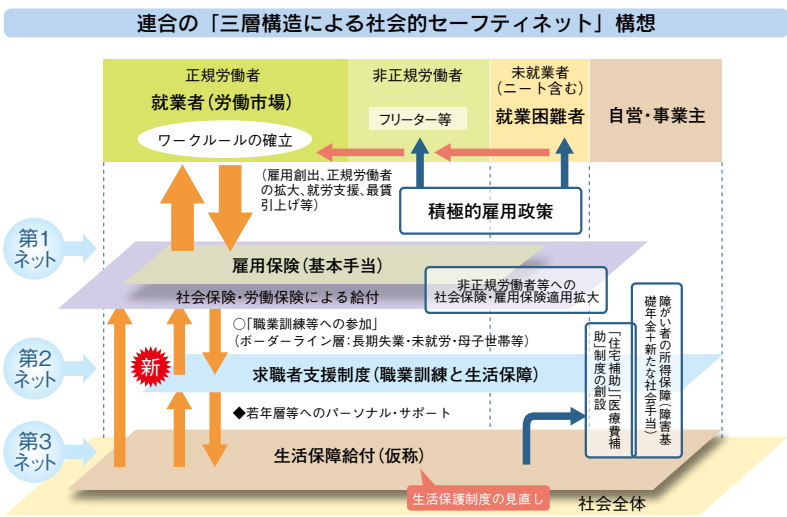 連合の「三層構造による社会的セーフティネット」構想
正規労働者
就業者(労働市場)
ワークルールの確立
非正規労働者
フリーター等
未就業者
(ニート含む)
就業困難者
自営・事業主
(雇用創出、正規労働者
の拡大、就労支援、最賃
引上げ等)
積極的雇用政策
第1
ネット
雇用保険(基本手当)
社会保険・労働保険による給付
非正規労働者等への
社会保険・雇用保険適用拡大
○「職業訓練等への参加」
(ボーダーライン層:長期失業・未就労・母子世帯等)
第2
ネット
新
求職者支援制度(職業訓練と生活保障)
◆若年層等へのパーソナル・サポート
障がい者の所得保障(障害基
礎年金+新たな社会手当)
「住宅補助」「医療費補
助」制度の創設
第3
ネット
生活保障給付(仮称)
生活保護制度の見直し
社会全体